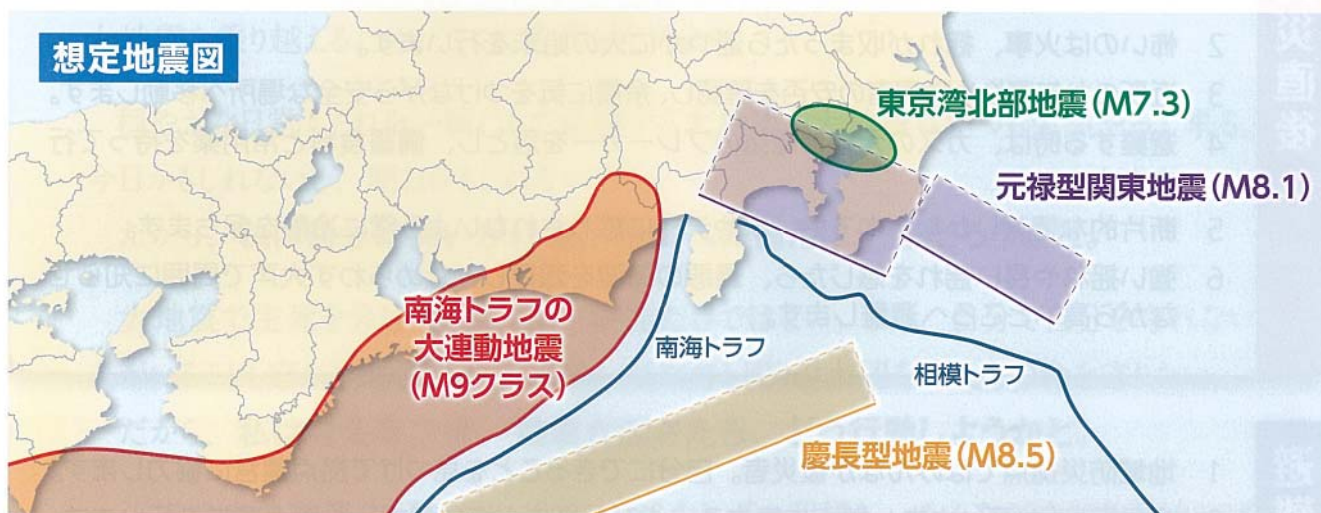 想定地震図
東京湾北部地震(M7.3)
元禄型関東地震(M8.1)
南海トラフの
大連動地震
(M9クラス)
南海トラフ
相模トラフ
慶長型地震(M8.5)